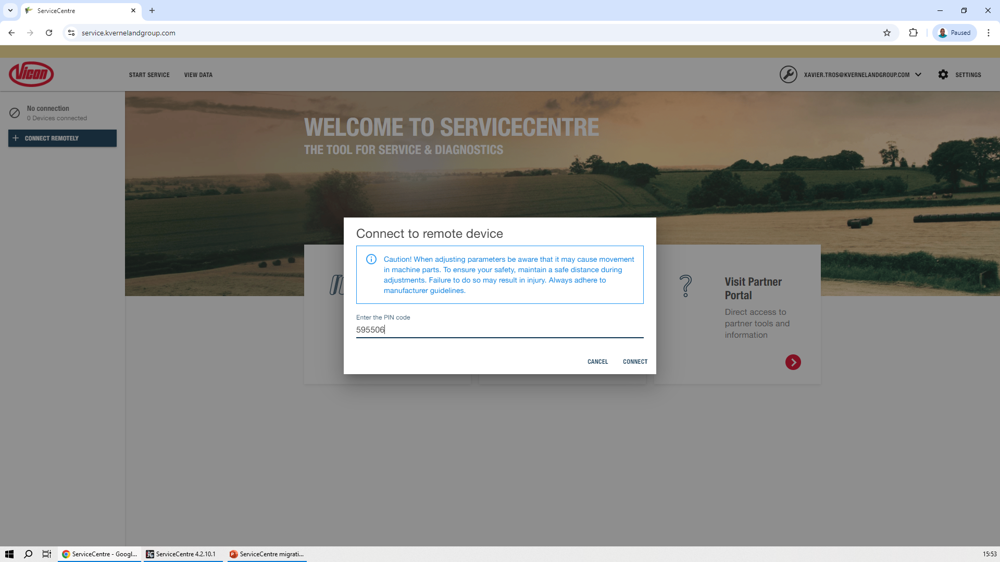 ServiceCentre
service.kvernelandgroup.com
Paused
Vicon
START SERVICE
VIEW DATA
XAVIER.TROS@KVERNELANDGROUP.COM
SETTINGS
No connection
0 Devices connected
CONNECT REMOTELY
WELCOME TO SERVICECENTRE
THE TOOL FOR SERVICE & DIAGNOSTICS
Connect to remote device
Caution! When adjusting parameters be aware that it may cause movement
in machine parts. To ensure your safety, maintain a safe distance during
adjustments. Failure to do so may result in injury. Always adhere to
manufacturer guidelines.
Enter the PIN code
595506
CANCEL
CONNECT
Visit Partner
Portal
Direct access to
partner tools and
information
ServiceCentre - Googl...
ServiceCentre 4.2.10.1
ServiceCentre migrati...
15:53